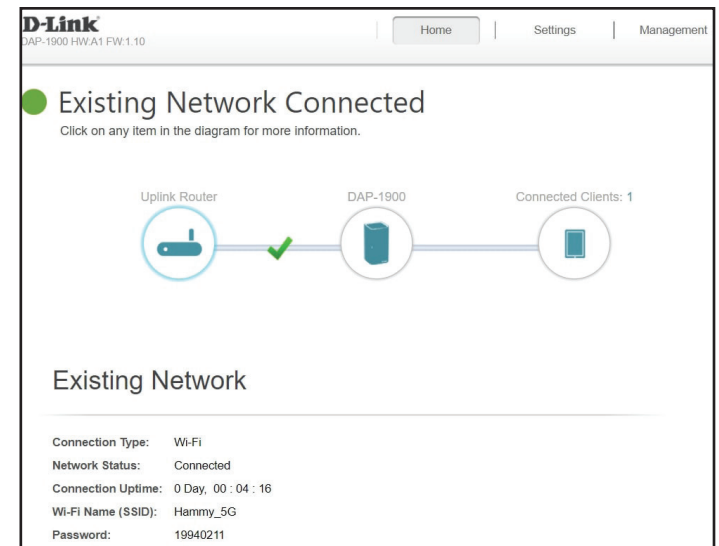 D-Link
DAP-1900 HW:A1 FW:1.10
Home | Settings | Management
Existing Network Connected
Click on any item in the diagram for more information.
Uplink Router DAP-1900 Connected Clients: 1
Existing Network
Connection Type: Wi-Fi
Network Status: Connected
Connection Uptime: 0 Day, 00 : 04 : 16
Wi-Fi Name (SSID): Hammy_5G
Password: 19940211